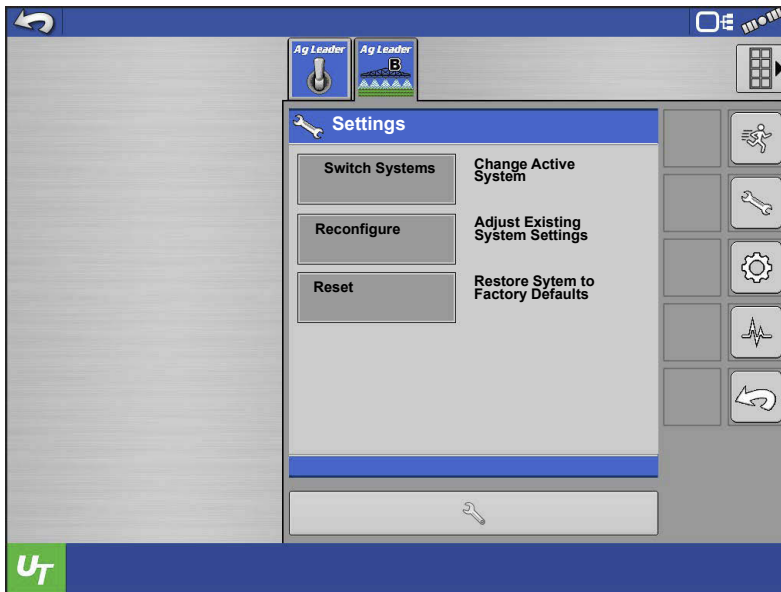 Ag Leader
Ag Leader
B
Settings
Switch Systems
Change Active
System
Reconfigure
Adjust Existing
System Settings
Reset
Restore Sytem to
Factory Defaults
UT